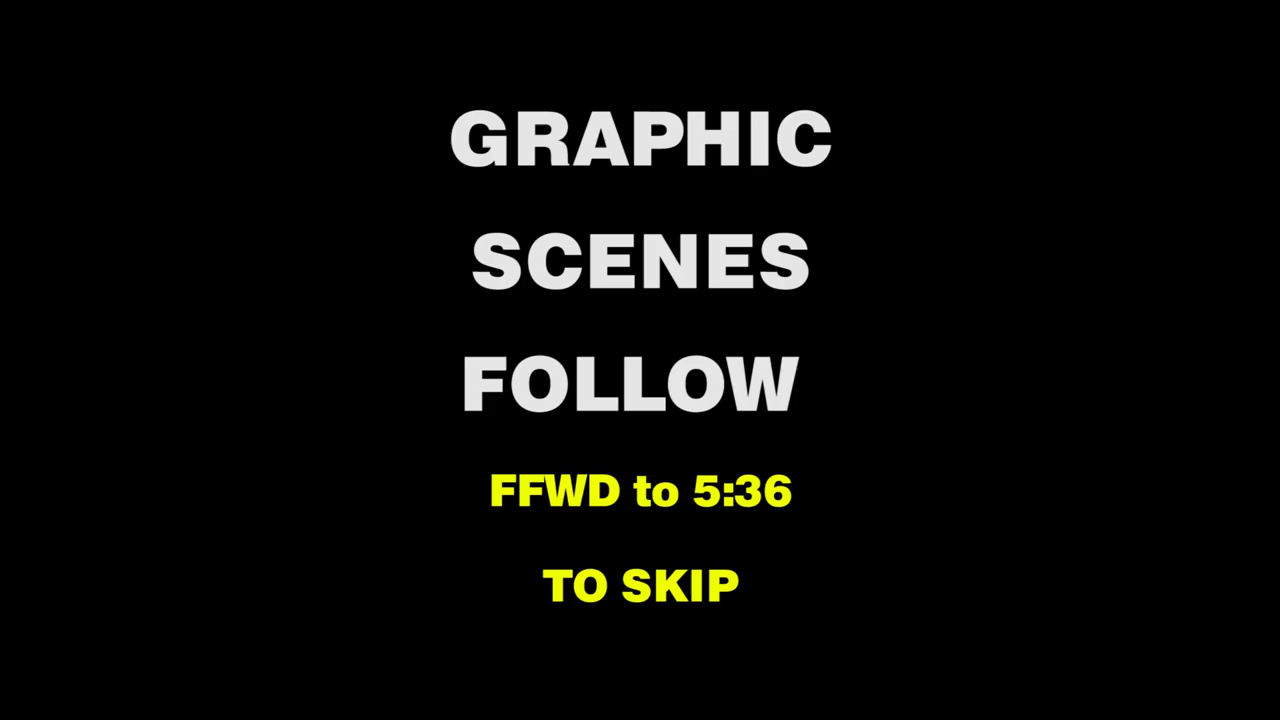 GRAPHIC
SCENES
FOLLOW
FFWD to 5:36
TO SKIP